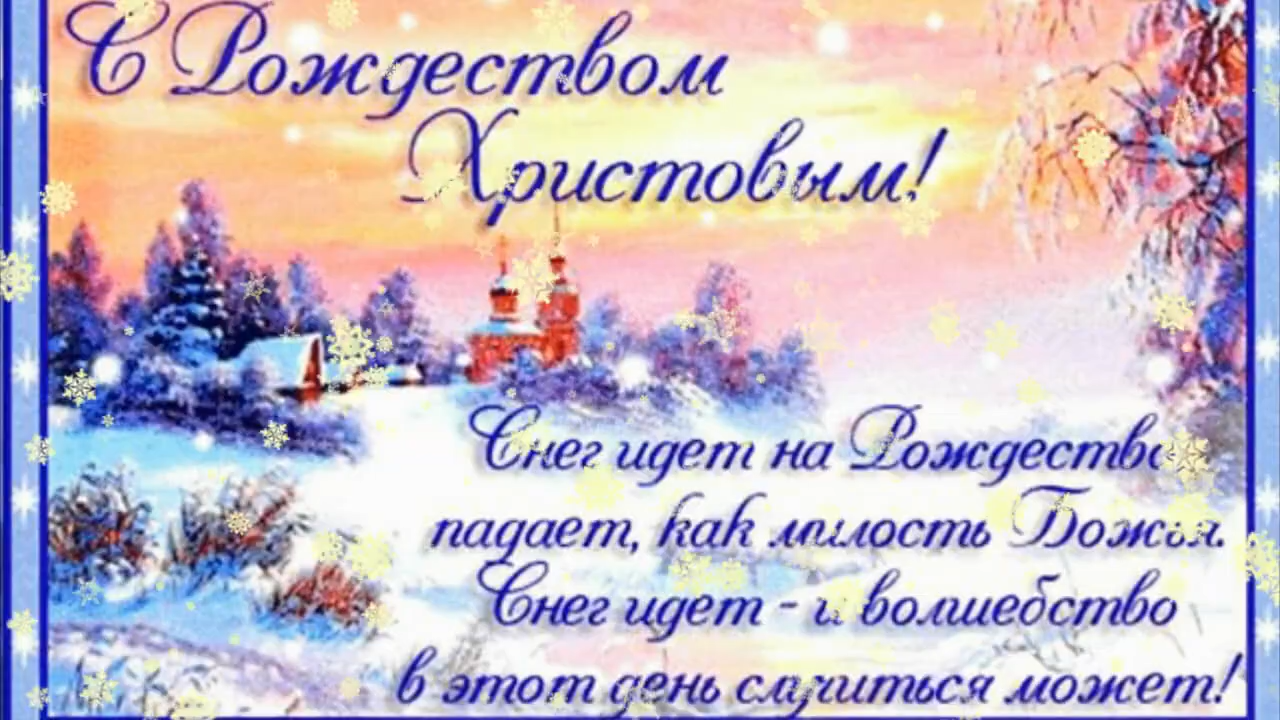 С Рождеством
Христовым!
Снег идет на Рождество
падает, как милость Божья.
Снег идет - и волшебство
в этот день случиться может!